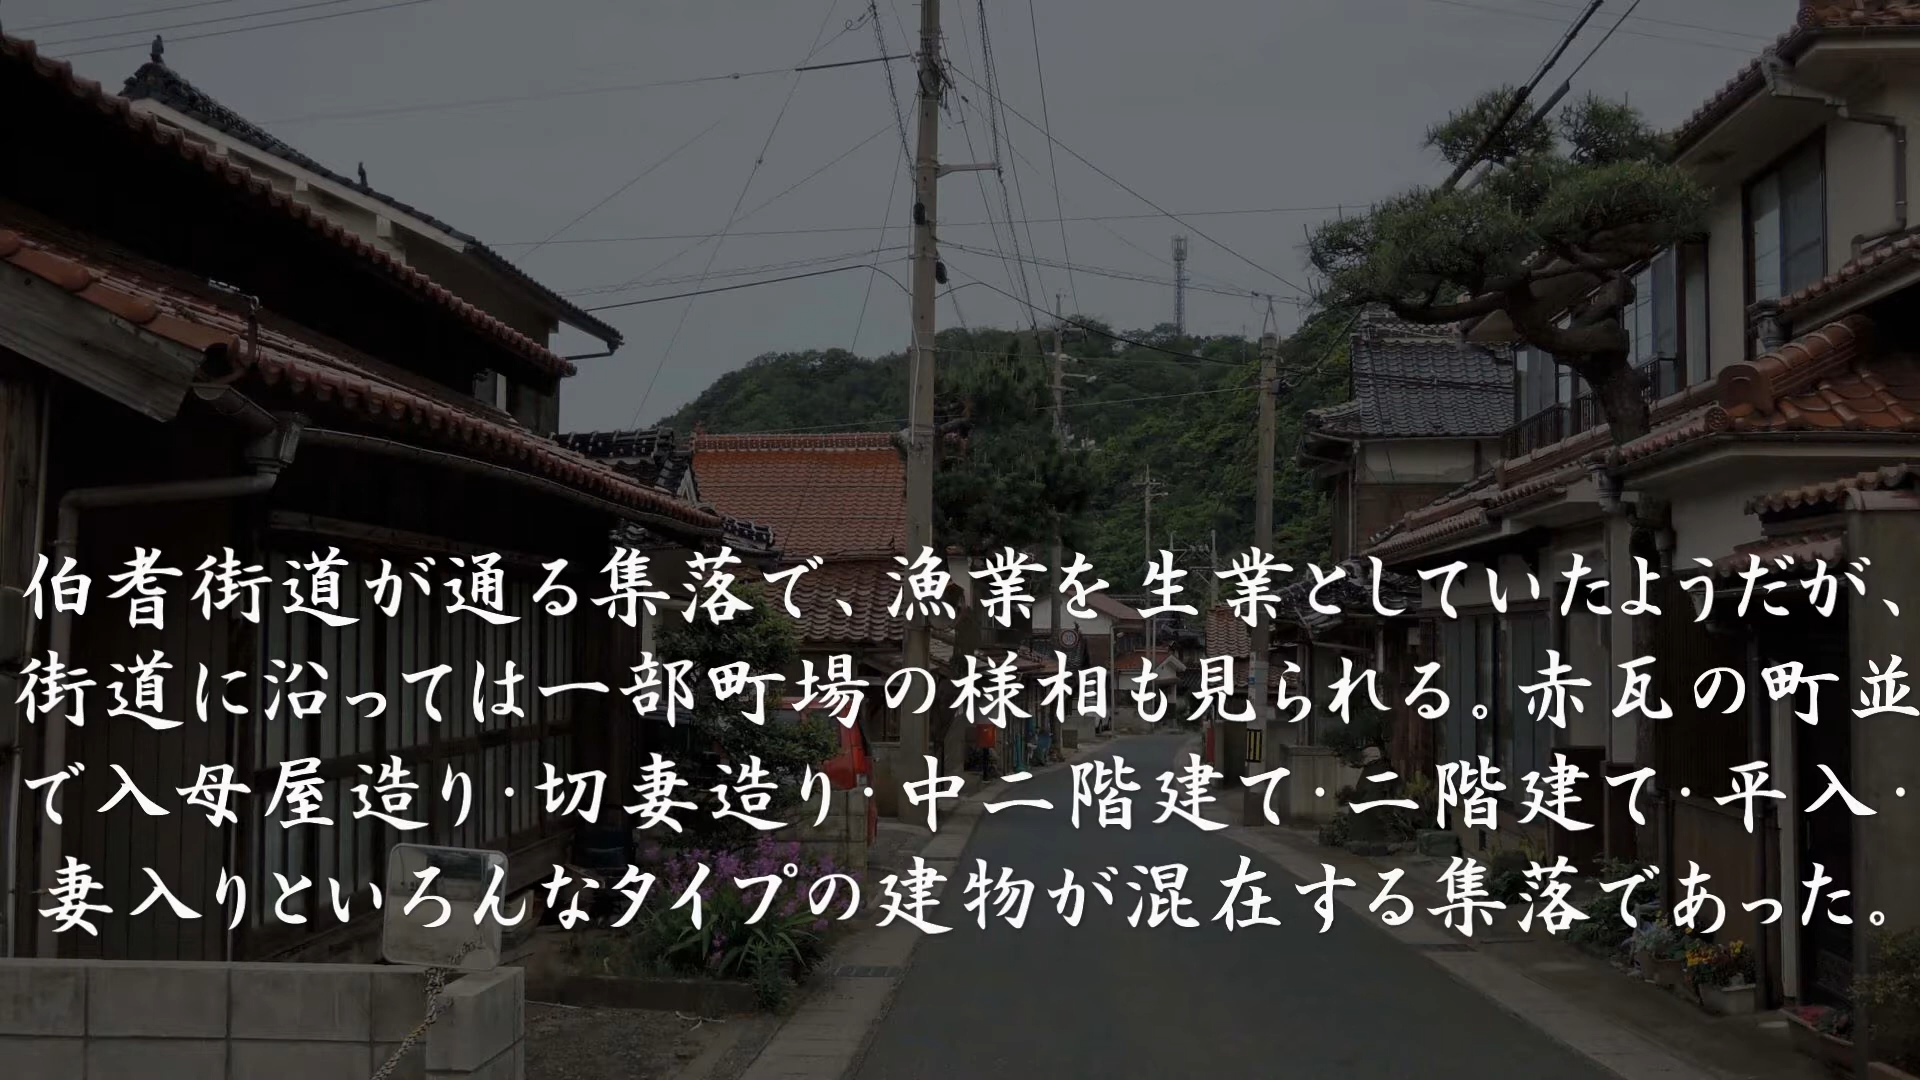 伯耆街道が通る集落で、漁業を生業としていたようだが、
街道に沿っては一部町場の様相も見られる。赤瓦の町並
で入母屋造り・切妻造り・中二階建て・二階建て・平入・
妻入りといろんなタイプの建物が混在する集落であった。